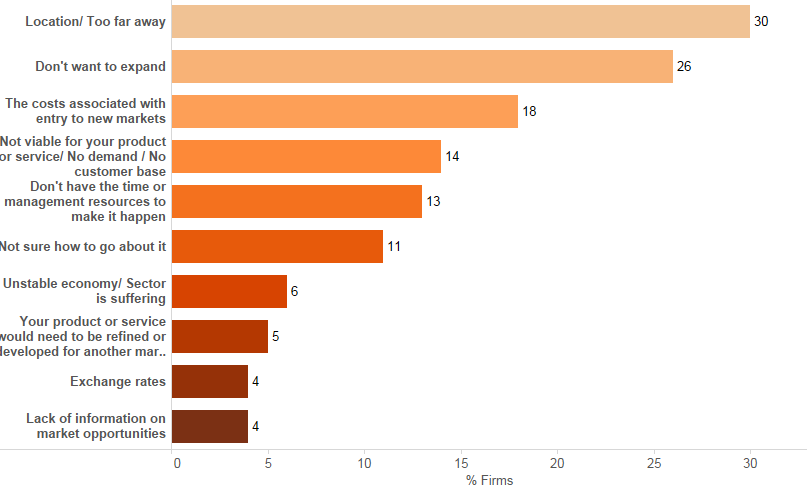 Location/ Too far away
30
Don't want to expand
26
The costs associated with
entry to new markets
18
Not viable for your product
or service/ No demand / No
customer base
14
Don't have the time or
management resources to
make it happen
13
Not sure how to go about it
11
Unstable economy/ Sector
is suffering
6
Your product or service
would need to be refined or
developed for another mar..
5
Exchange rates
4
Lack of information on
market opportunities
4
0 5 10 15 20 25 30
% Firms